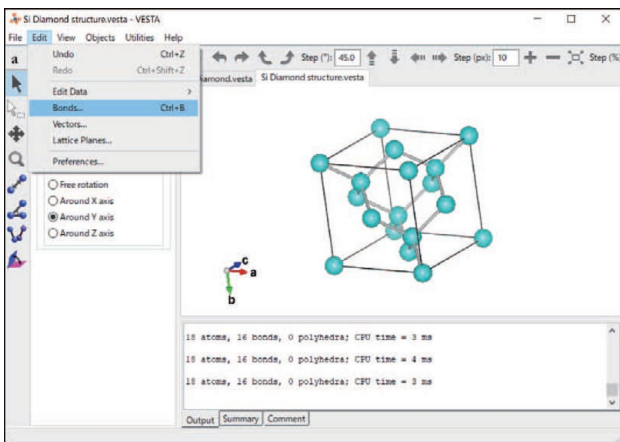 Si Diamond structure.vesta - VESTA
File Edit View Objects Utilities Help
a
Step (°): 45.0
Step (px): 10
Step (%
Undo Ctrl+Z
Redo Ctrl+Shift+Z
Edit Data
Bonds... Ctrl+B
Vectors...
Lattice Planes...
Preferences...
iamond.vesta
Si Diamond structure.vesta
Free rotation
Around X axis
Around Y axis
Around Z axis
c
a
b
18 atoms, 16 bonds, 0 polyhedra; CPU time = 3 ms
18 atoms, 16 bonds, 0 polyhedra; CPU time = 4 ms
18 atoms, 16 bonds, 0 polyhedra; CPU time = 3 ms
Output Summary Comment